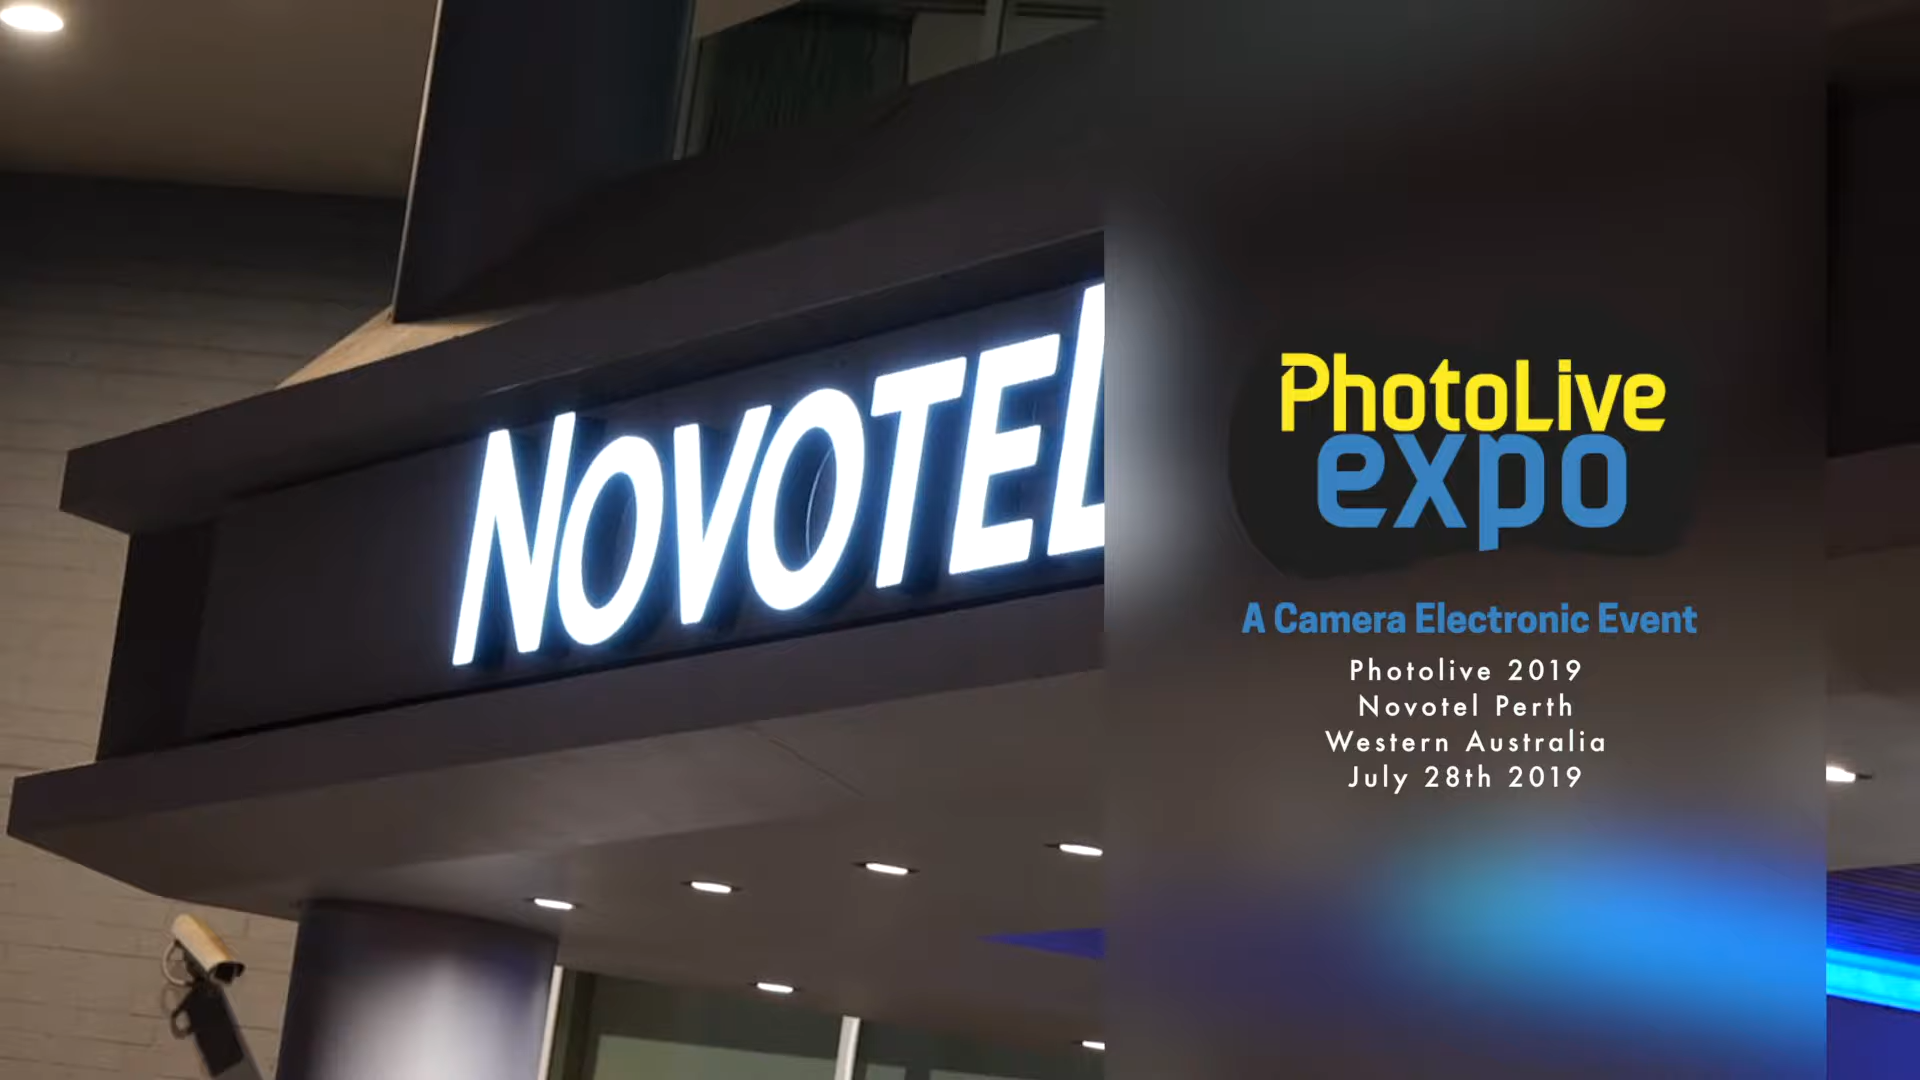 NOVOTEL
PhotoLive
expo
A Camera Electronic Event
Photolive 2019
Novotel Perth
Western Australia
July 28th 2019